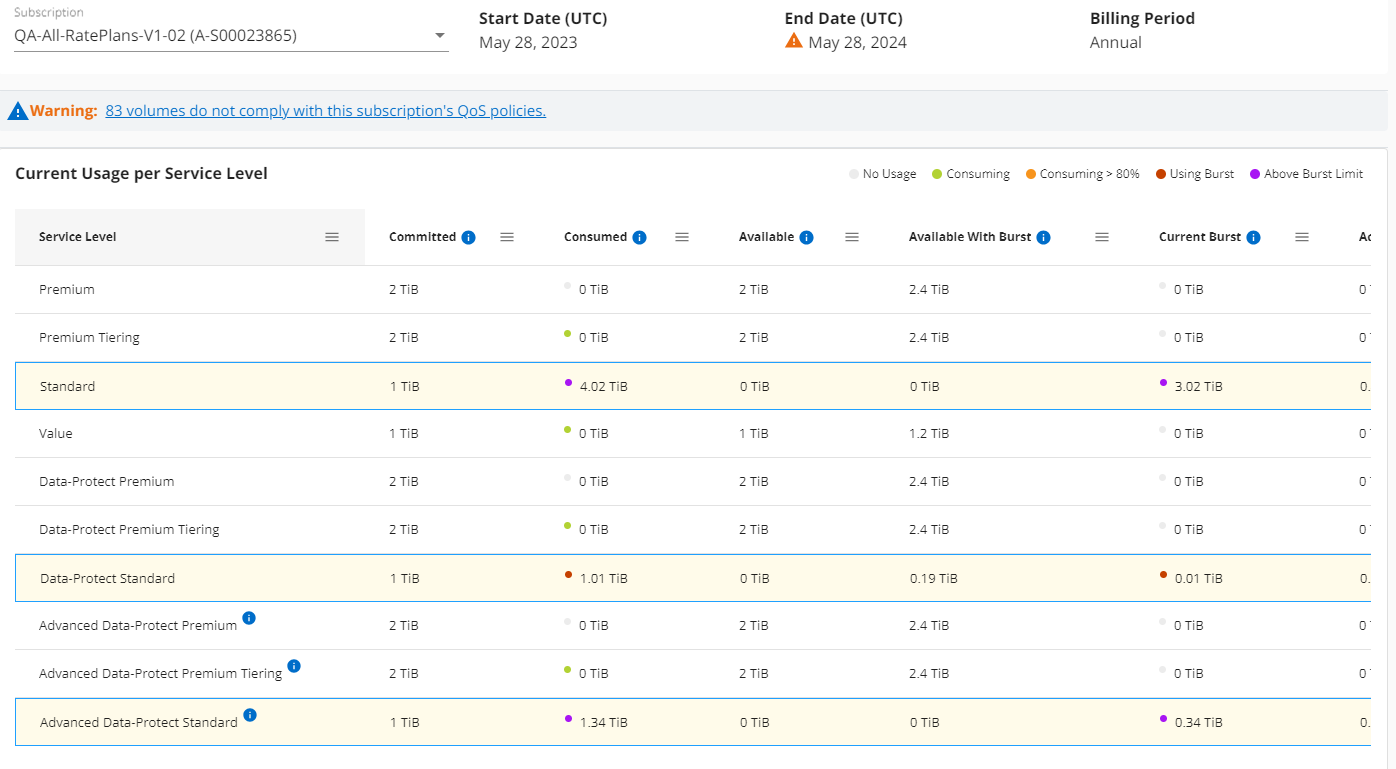 Subscription
QA-All-RatePlans-V1-02 (A-S00023865)
Start Date (UTC)
May 28, 2023
End Date (UTC)
May 28, 2024
Billing Period
Annual
Warning: 83 volumes do not comply with this subscription's QoS policies.
Current Usage per Service Level
No Usage Consuming Consuming > 80% Using Burst Above Burst Limit
Service Level Committed Consumed Available Available With Burst Current Burst
Premium 2 TiB 0 TiB 2 TiB 2.4 TiB 0 TiB 0
Premium Tiering 2 TiB 0 TiB 2 TiB 2.4 TiB 0 TiB 0
Standard 1 TiB 4.02 TiB 0 TiB 0 TiB 3.02 TiB 0.
Value 1 TiB 0 TiB 1 TiB 1.2 TiB 0 TiB 0
Data-Protect Premium 2 TiB 0 TiB 2 TiB 2.4 TiB 0 TiB 0
Data-Protect Premium Tiering 2 TiB 0 TiB 2 TiB 2.4 TiB 0 TiB 0
Data-Protect Standard 1 TiB 1.01 TiB 0 TiB 0.19 TiB 0.01 TiB 0.
Advanced Data-Protect Premium 2 TiB 0 TiB 2 TiB 2.4 TiB 0 TiB 0
Advanced Data-Protect Premium Tiering 2 TiB 0 TiB 2 TiB 2.4 TiB 0 TiB 0
Advanced Data-Protect Standard 1 TiB 1.34 TiB 0 TiB 0 TiB 0.34 TiB 0.